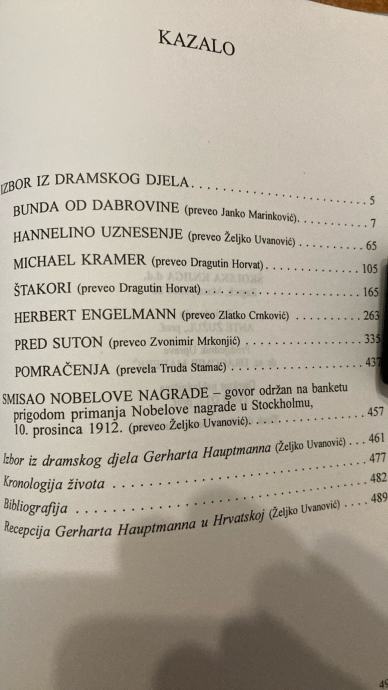 KAZALO
IZBOR IZ DRAMSKOG DJELA. . . . . . . . . . . . . . . . . . . . . . . . . 5
BUNDA OD DABROVINE (preveo Janko Marinković). . . . . . . . . . . 7
HANNELINO UZNESENJE (preveo Željko Uvanović) . . . . . . . . . . 65
MICHAEL KRAMER (preveo Dragutin Horvat). . . . . . . . . . . . . . 105
ŠTAKORI (preveo Dragutin Horvat) . . . . . . . . . . . . . . . . . . . . 165
HERBERT ENGELMANN (preveo Zlatko Crnković) . . . . . . . . . . . 263
PRED SUTON (preveo Zvonimir Mrkonjić) . . . . . . . . . . . . . . . . 335
POMRAČENJA (prevela Truda Stamać) . . . . . . . . . . . . . . . . . . 437
SMISAO NOBELOVE NAGRADE – govor održan na banketu
prigodom primanja Nobelove nagrade u Stockholmu,
10. prosinca 1912. (preveo Željko Uvanović). . . . . . . . . . . . . . 457
Izbor iz dramskog djela Gerharta Hauptmanna (Željko Uvanović) . . . 461
Kronologija života . . . . . . . . . . . . . . . . . . . . . . . . . . . . . 477
Bibliografija . . . . . . . . . . . . . . . . . . . . . . . . . . . . . . . . . 482
Recepcija Gerharta Hauptmanna u Hrvatskoj (Željko Uvanović) . . . . 489